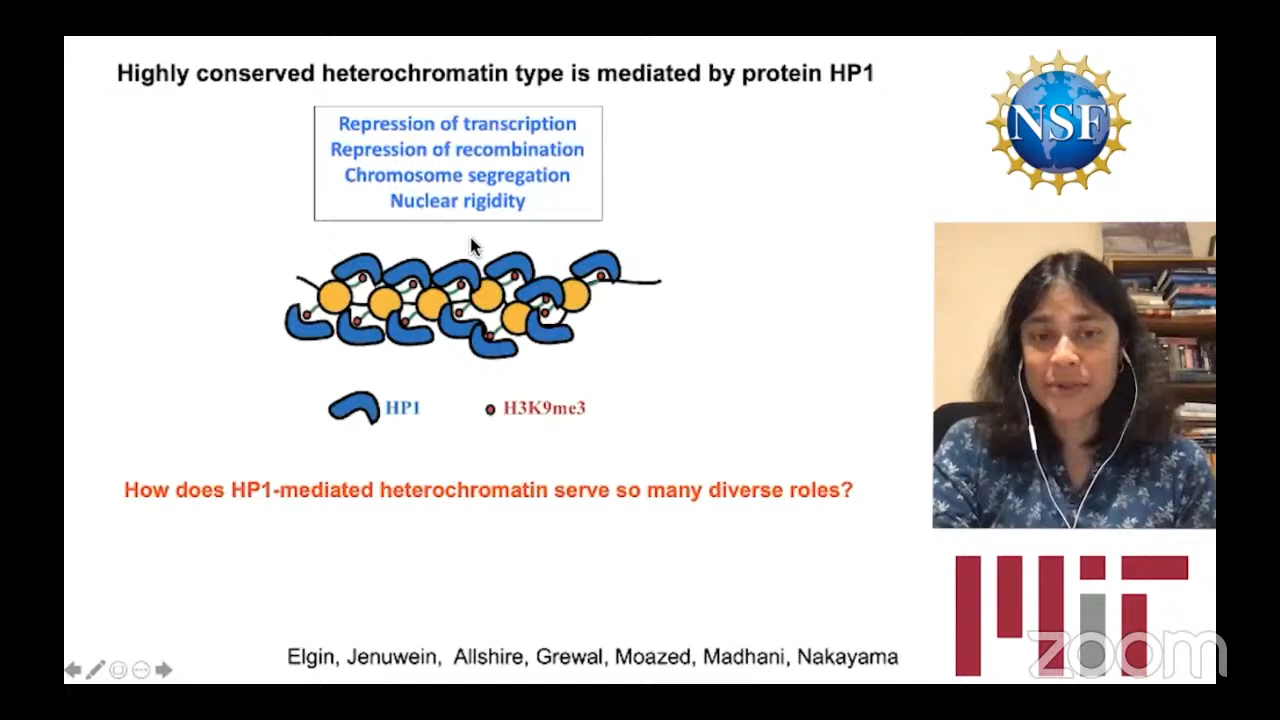 Highly conserved heterochromatin type is mediated by protein HP1
Repression of transcription
Repression of recombination
Chromosome segregation
Nuclear rigidity
HP1
H3K9me3
How does HP1-mediated heterochromatin serve so many diverse roles?
Elgin, Jenuwein, Allshire, Grewal, Moazed, Madhani, Nakayama
NSF
MIT
zoom